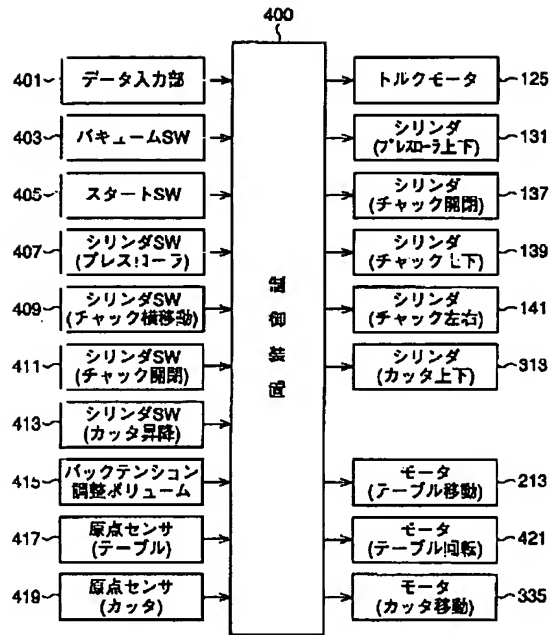 400
401
データ入力部
403
バキュームSW
405
スタートSW
407
シリンダSW
(プレスローラ)
409
シリンダSW
(チャック横移動)
411
シリンダSW
(チャック開閉)
413
シリンダSW
(カッタ昇降)
415
バックテンション
調整ボリューム
417
原点センサ
(テーブル)
419
原点センサ
(カッタ)
制御装置
トルクモータ
125
シリンダ
(プレスローラ上下)
131
シリンダ
(チャック開閉)
137
シリンダ
(チャック上下)
139
シリンダ
(チャック左右)
141
シリンダ
(カッタ上下)
313
モータ
(テーブル移動)
213
モータ
(テーブル回転)
421
モータ
(カッタ移動)
335